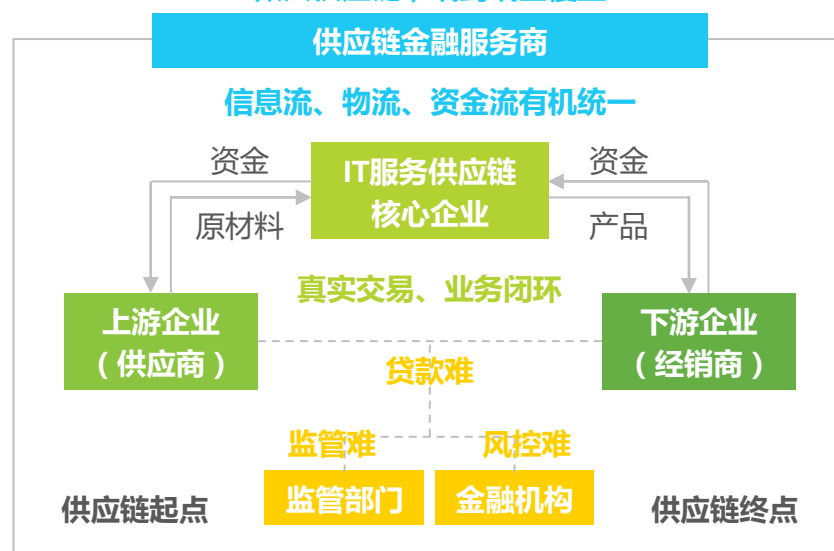 供应链金融服务商
信息流、物流、资金流有机统一
资金
IT服务供应链
核心企业
资金
原材料
产品
真实交易、业务闭环
上游企业
（供应商）
下游企业
（经销商）
贷款难
监管难
风控难
监管部门
金融机构
供应链起点
供应链终点